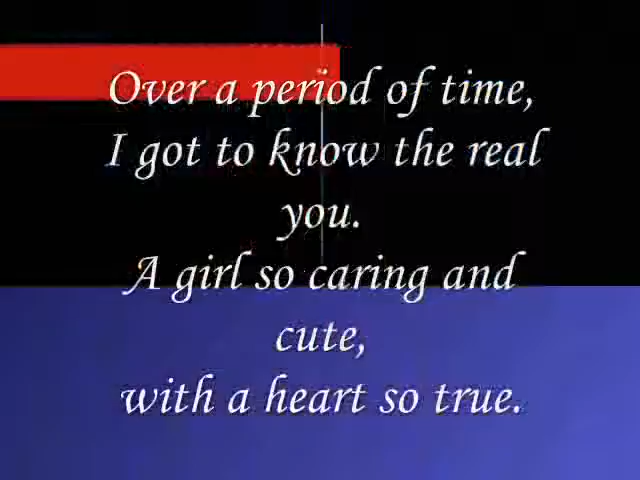 Over a period of time,
I got to know the real
you.
A girl so caring and
cute,
with a heart so true.